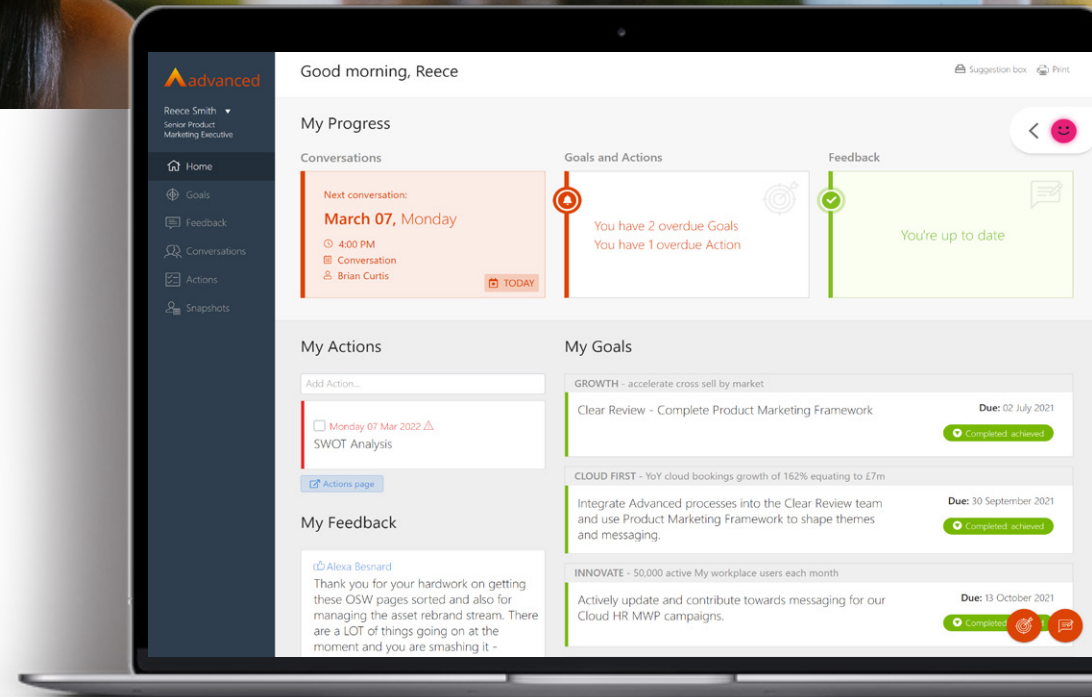 advanced
Good morning, Reece
Suggestion box
Print
Reece Smith
Senior Product
Marketing Executive
Home
Goals
Feedback
Conversations
Actions
Snapshots
My Progress
Conversations
Next conversation:
March 07, Monday
4:00 PM
Conversation
Brian Curtis
TODAY
Goals and Actions
You have 2 overdue Goals
You have 1 overdue Action
Feedback
You're up to date
My Actions
Add Action...
Monday 07 Mar 2022
SWOT Analysis
Actions page
My Feedback
Alexa Besnard
Thank you for your hardwork on getting
these OSW pages sorted and also for
managing the asset rebrand stream. There
are a LOT of things going on at the
moment and you are smashing it -
My Goals
GROWTH - accelerate cross sell by market
Clear Review - Complete Product Marketing Framework
Due: 02 July 2021
Completed: achieved
CLOUD FIRST - YoY cloud bookings growth of 162% equating to £7m
Integrate Advanced processes into the Clear Review team
and use Product Marketing Framework to shape themes
and messaging.
Due: 30 September 2021
Completed: achieved
INNOVATE - 50,000 active My workplace users each month
Actively update and contribute towards messaging for our
Cloud HR MWP campaigns.
Due: 13 October 2021
Completed